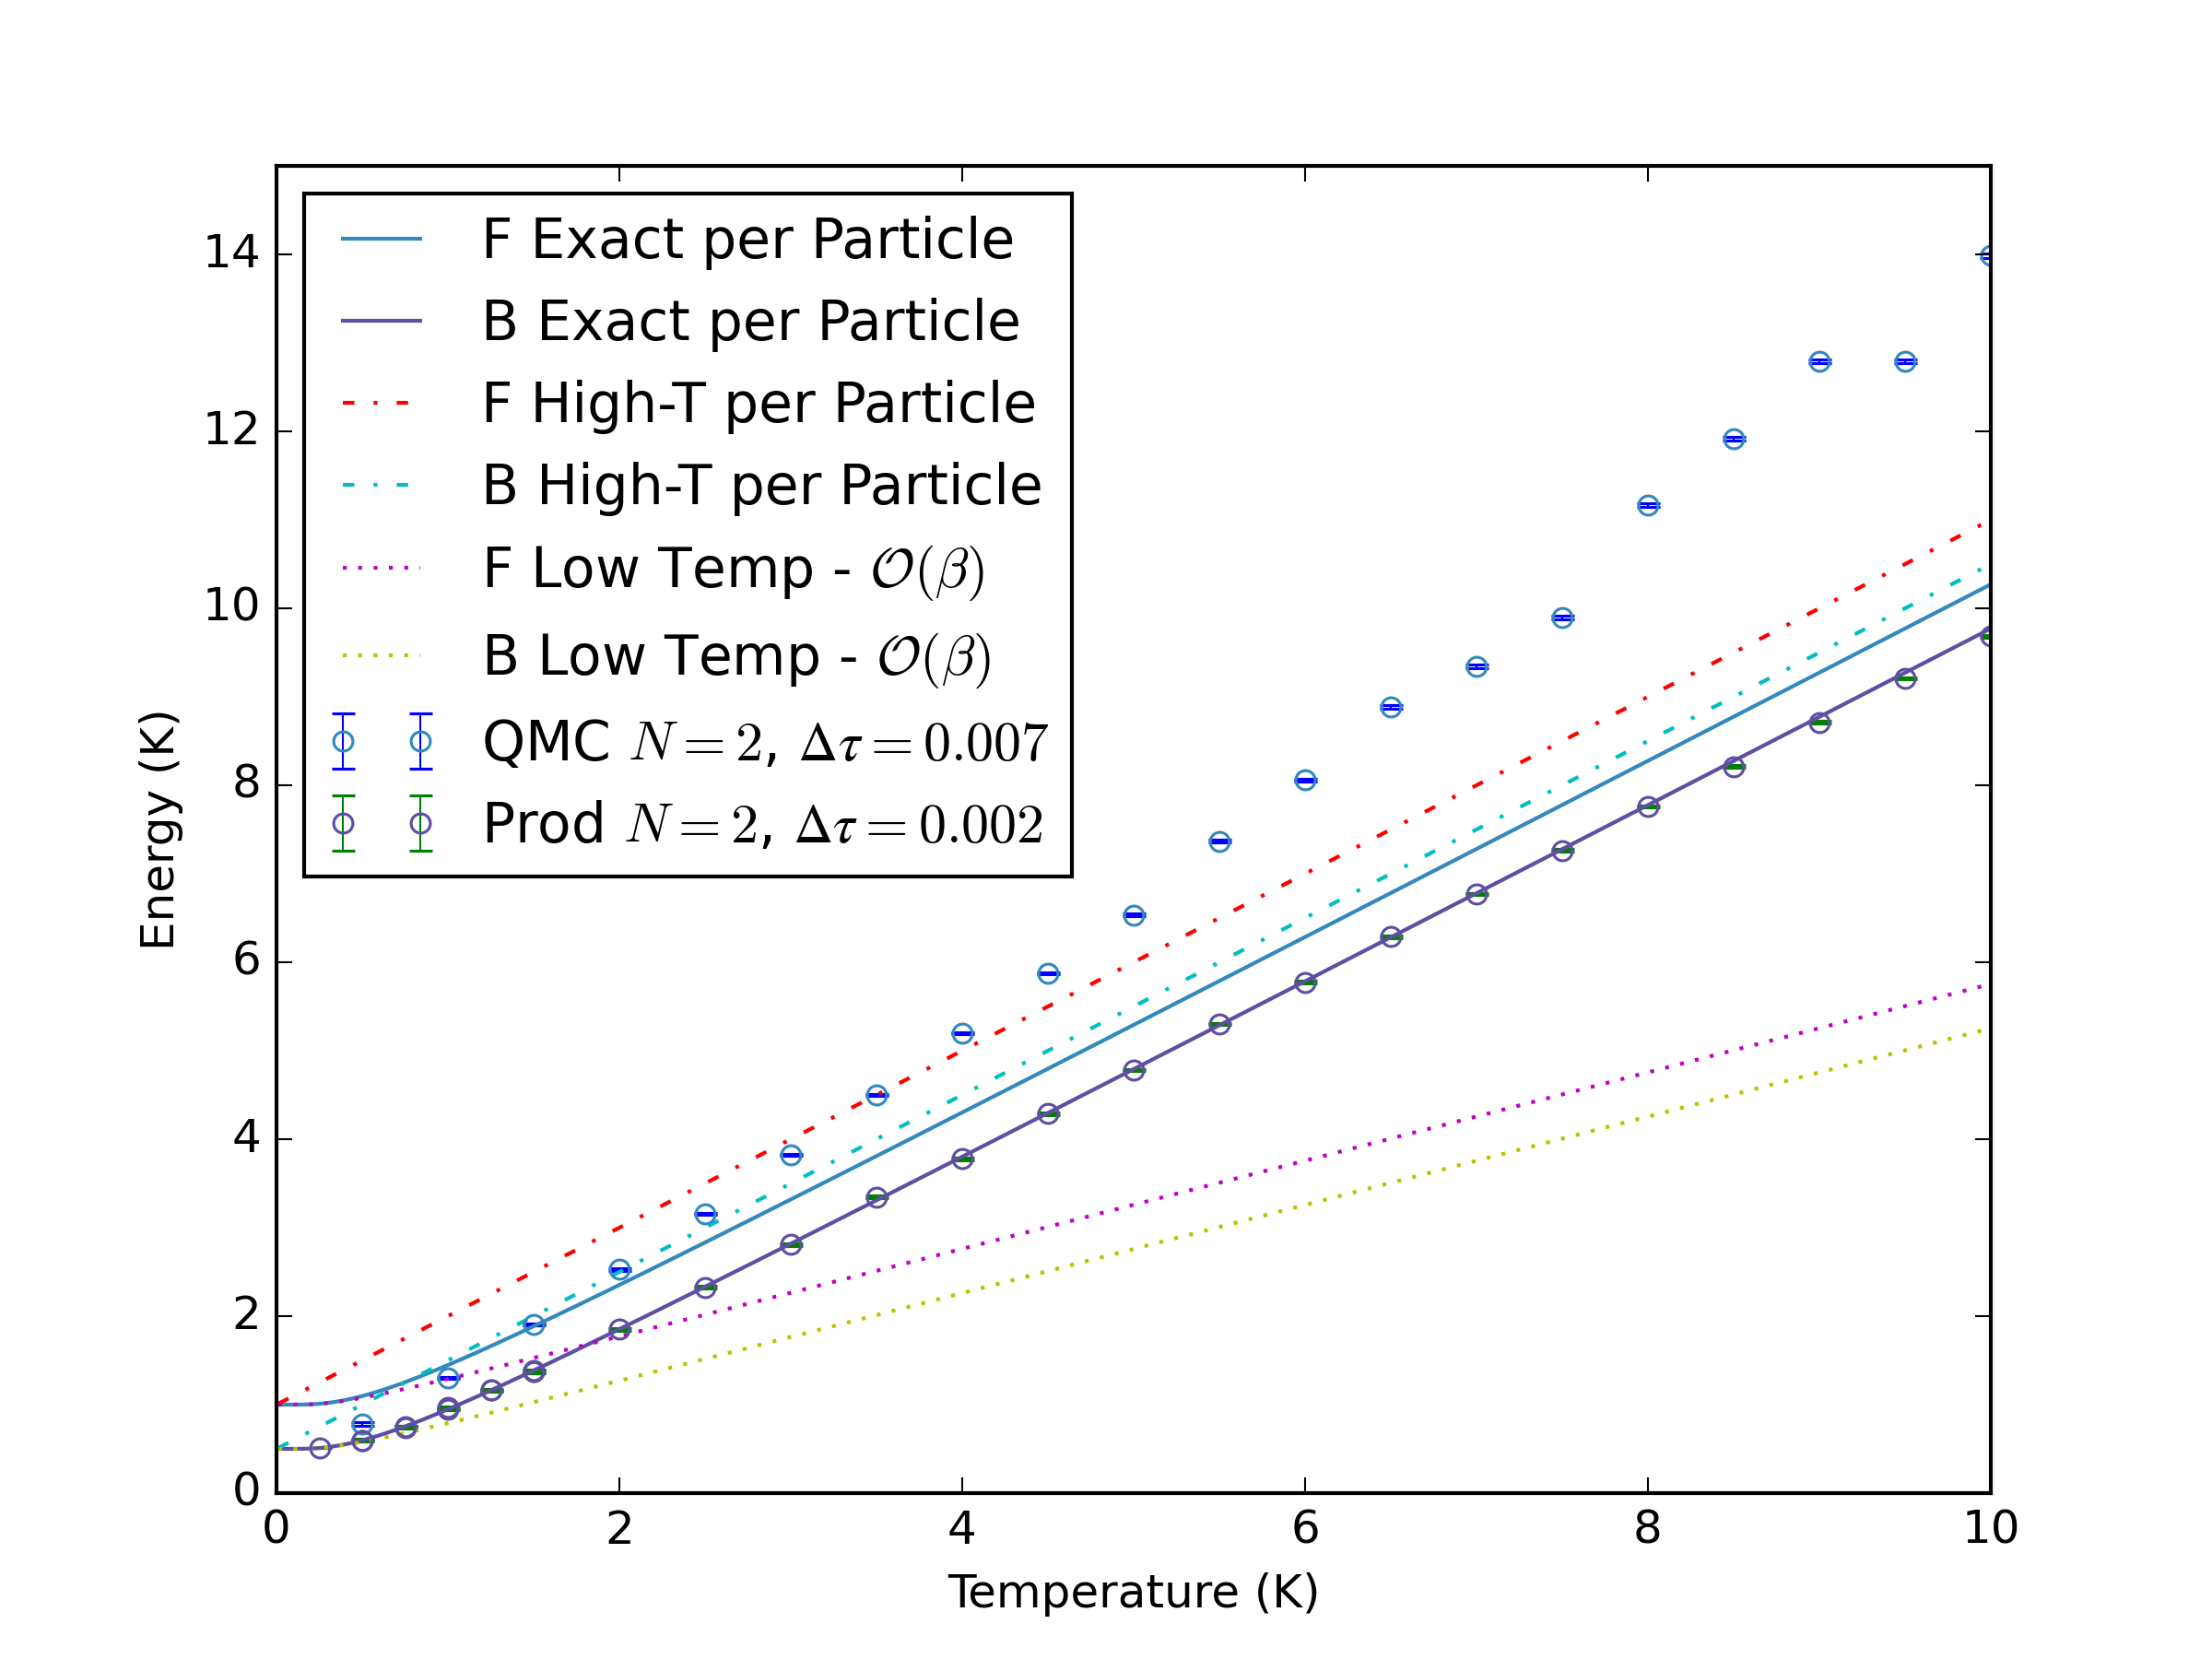 F Exact per Particle
B Exact per Particle
F High-T per Particle
B High-T per Particle
F Low Temp - 𝒪(β)
B Low Temp - 𝒪(β)
QMC N = 2, Δτ = 0.007
Prod N = 2, Δτ = 0.002
14
12
10
8
6
4
2
0
Energy (K)
0 2 4 6 8 10
Temperature (K)